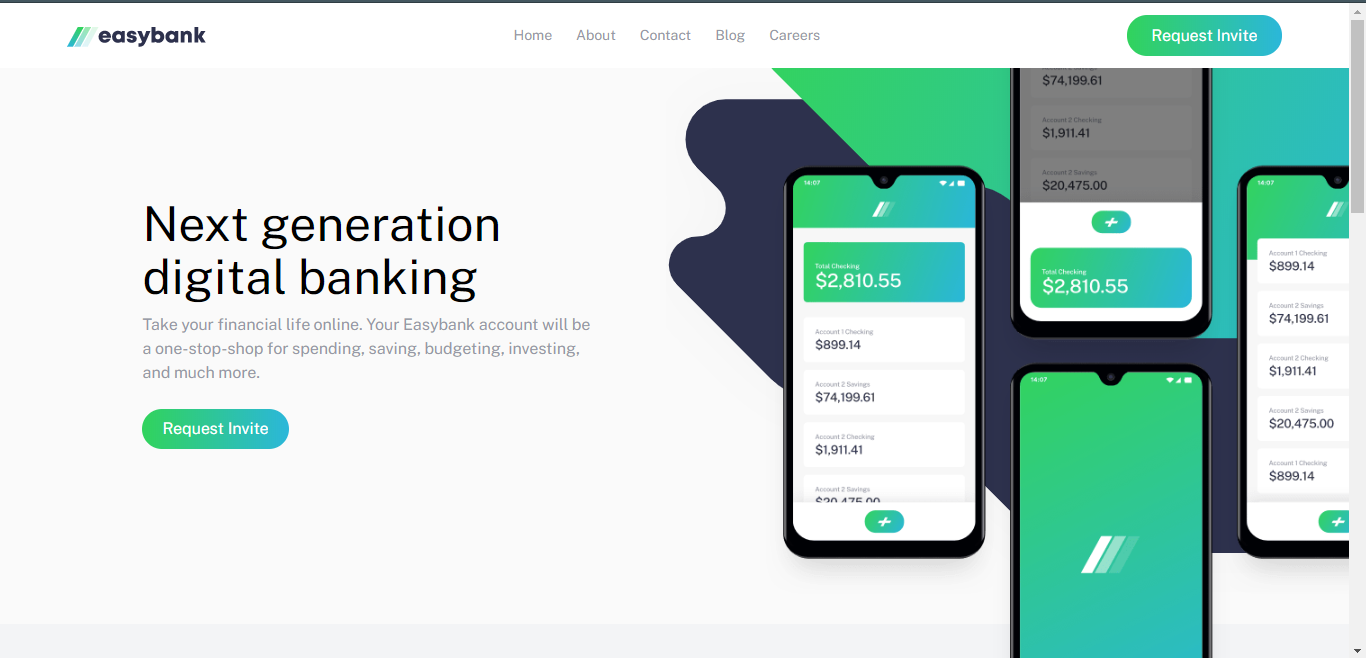 easybank
Home
About
Contact
Blog
Careers
Request Invite
Next generation
digital banking
Take your financial life online. Your Easybank account will be
a one-stop-shop for spending, saving, budgeting, investing,
and much more.
Request Invite
14:07
Total Checking
$2,810.55
Account 1 Checking
$899.14
Account 2 Savings
$74,199.61
Account 2 Checking
$1,911.41
Account 2 Savings
$20,475.00
$74,199.61
Account 2 Checking
$1,911.41
Account 2 Savings
$20,475.00
Total Checking
$2,810.55
14:07
14:07
Account 1 Checking
$899.14
Account 2 Savings
$74,199.61
Account 2 Checking
$1,911.41
Account 2 Savings
$20,475.00
Account 1 Checking
$899.14